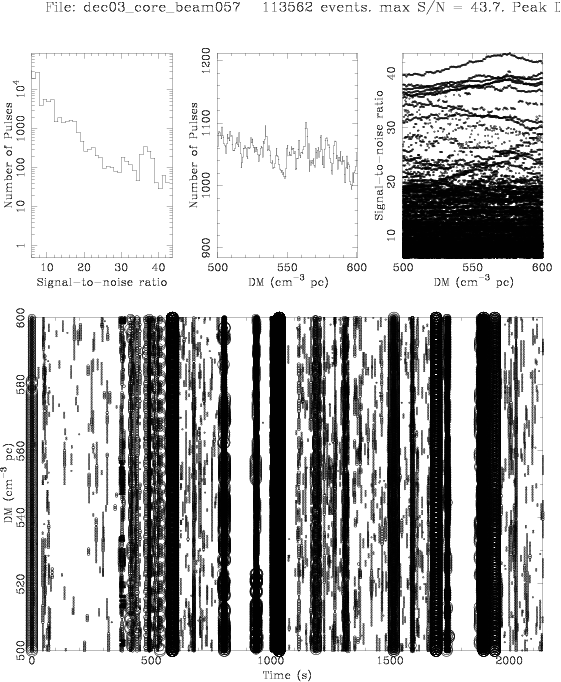 File: dec03_core_beam057 113562 events. max S/N = 43.7. Peak D
Number of Pulses
1 10 100 1000 10⁴
10 20 30 40
Signal-to-noise ratio
Number of Pulses
900 1000 1100 1200
500 550 600
DM (cm⁻³ pc)
Signal-to-noise ratio
10 20 30 40
500 550 600
DM (cm⁻³ pc)
DM (cm⁻³ pc)
500 520 540 560 580 600
0 500 1000 1500 2000
Time (s)